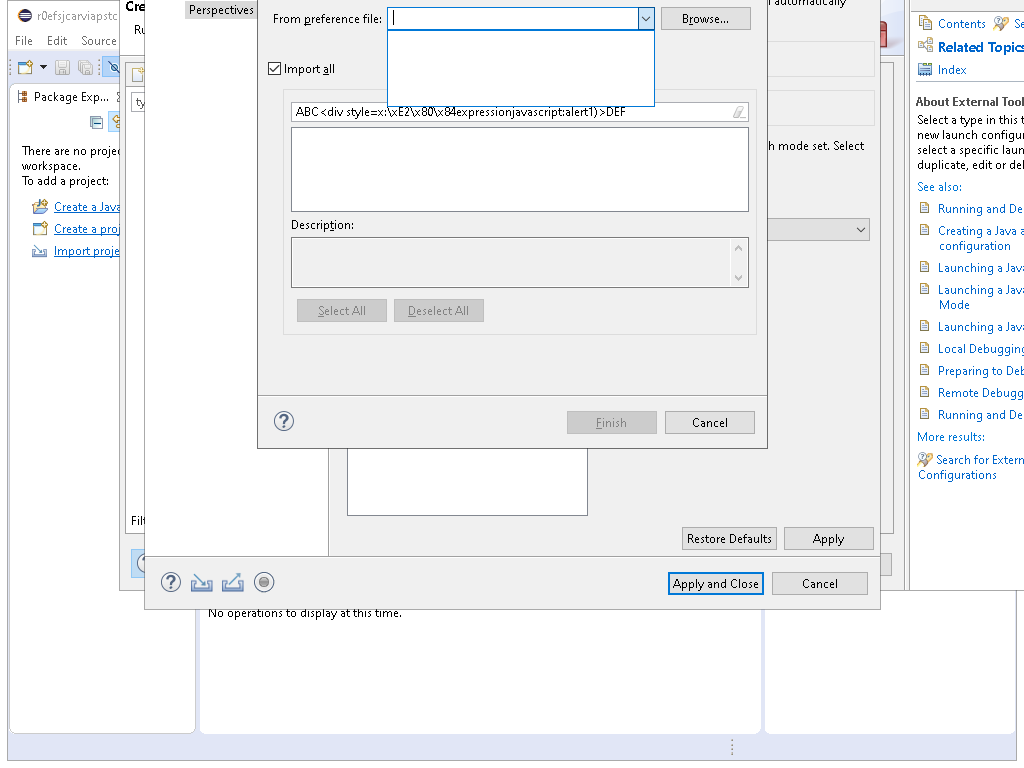 r0efsjcarviapstc
File Edit Source
Package Exp...
There are no proje
workspace.
To add a project:
Create a Java
Create a proj
Import proje
Cre
Ru
ty
Filt
Perspectives
From preference file:
Browse...
Import all
ABC<div style=x:\xE2\x80\x84expressionjavascript:alert1)>DEF
Description:
Select All
Deselect All
Finish
Cancel
automatically
h mode set. Select
Restore Defaults
Apply
Apply and Close
Cancel
No operations to display at this time.
Contents
Se
Related Topics
Index
About External Tool
Select a type in this t
new launch configur
select a specific laun
duplicate, edit or del
See also:
Running and De
Creating a Java a
configuration
Launching a Java
Launching a Java
Mode
Launching a Java
Local Debugging
Preparing to Deb
Remote Debugg
Running and De
More results:
Search for Extern
Configurations